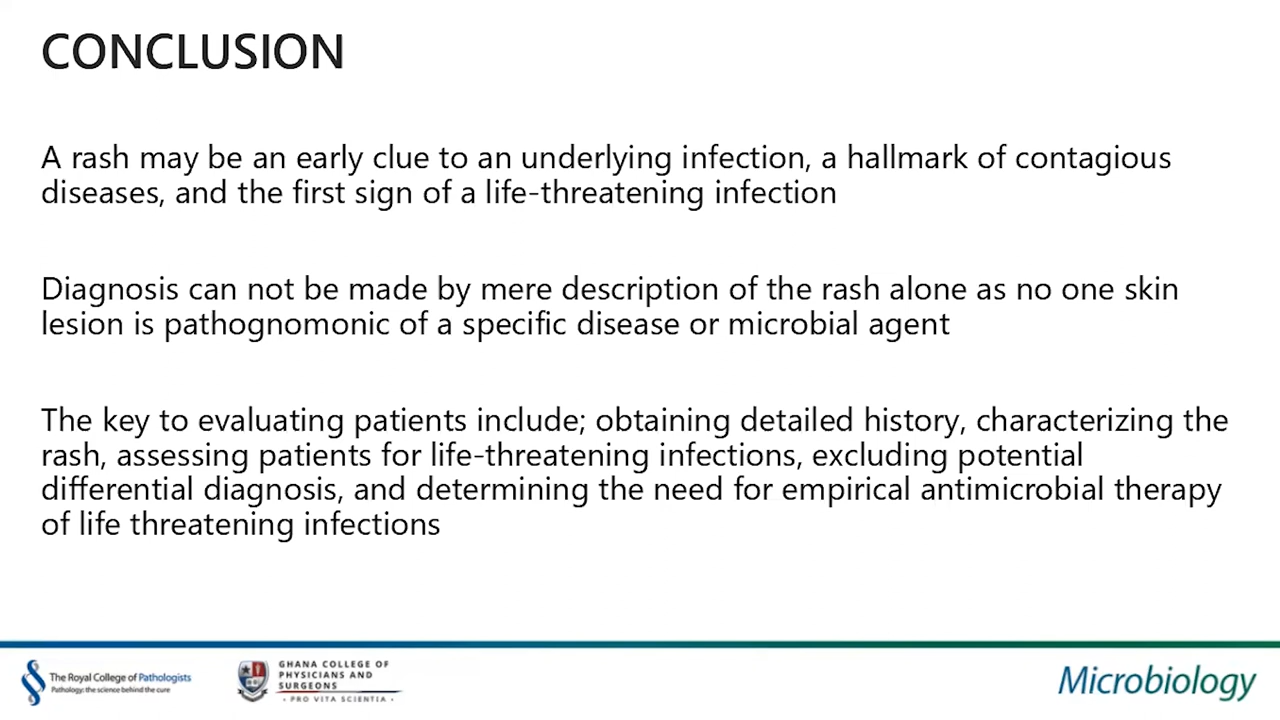 CONCLUSION
A rash may be an early clue to an underlying infection, a hallmark of contagious
diseases, and the first sign of a life-threatening infection
Diagnosis can not be made by mere description of the rash alone as no one skin
lesion is pathognomonic of a specific disease or microbial agent
The key to evaluating patients include; obtaining detailed history, characterizing the
rash, assessing patients for life-threatening infections, excluding potential
differential diagnosis, and determining the need for empirical antimicrobial therapy
of life threatening infections
The Royal College of Pathologists
Pathology: the science behind the cure
GHANA COLLEGE OF
PHYSICIANS AND
SURGEONS
· PRO VITA SCIENTIA ·
Microbiology